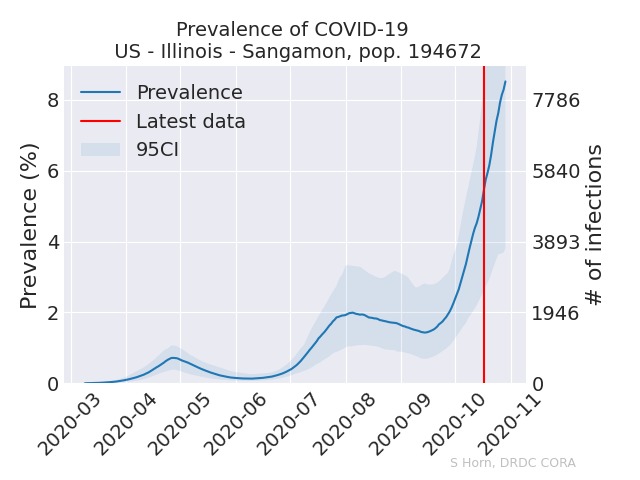 Prevalence of COVID-19
US - Illinois - Sangamon, pop. 194672
Prevalence
Latest data
95CI
Prevalence (%)
8
6
4
2
0
7786
5840
3893
1946
0
# of infections
2020-03
2020-04
2020-05
2020-06
2020-07
2020-08
2020-09
2020-10
2020-11
S Horn, DRDC CORA